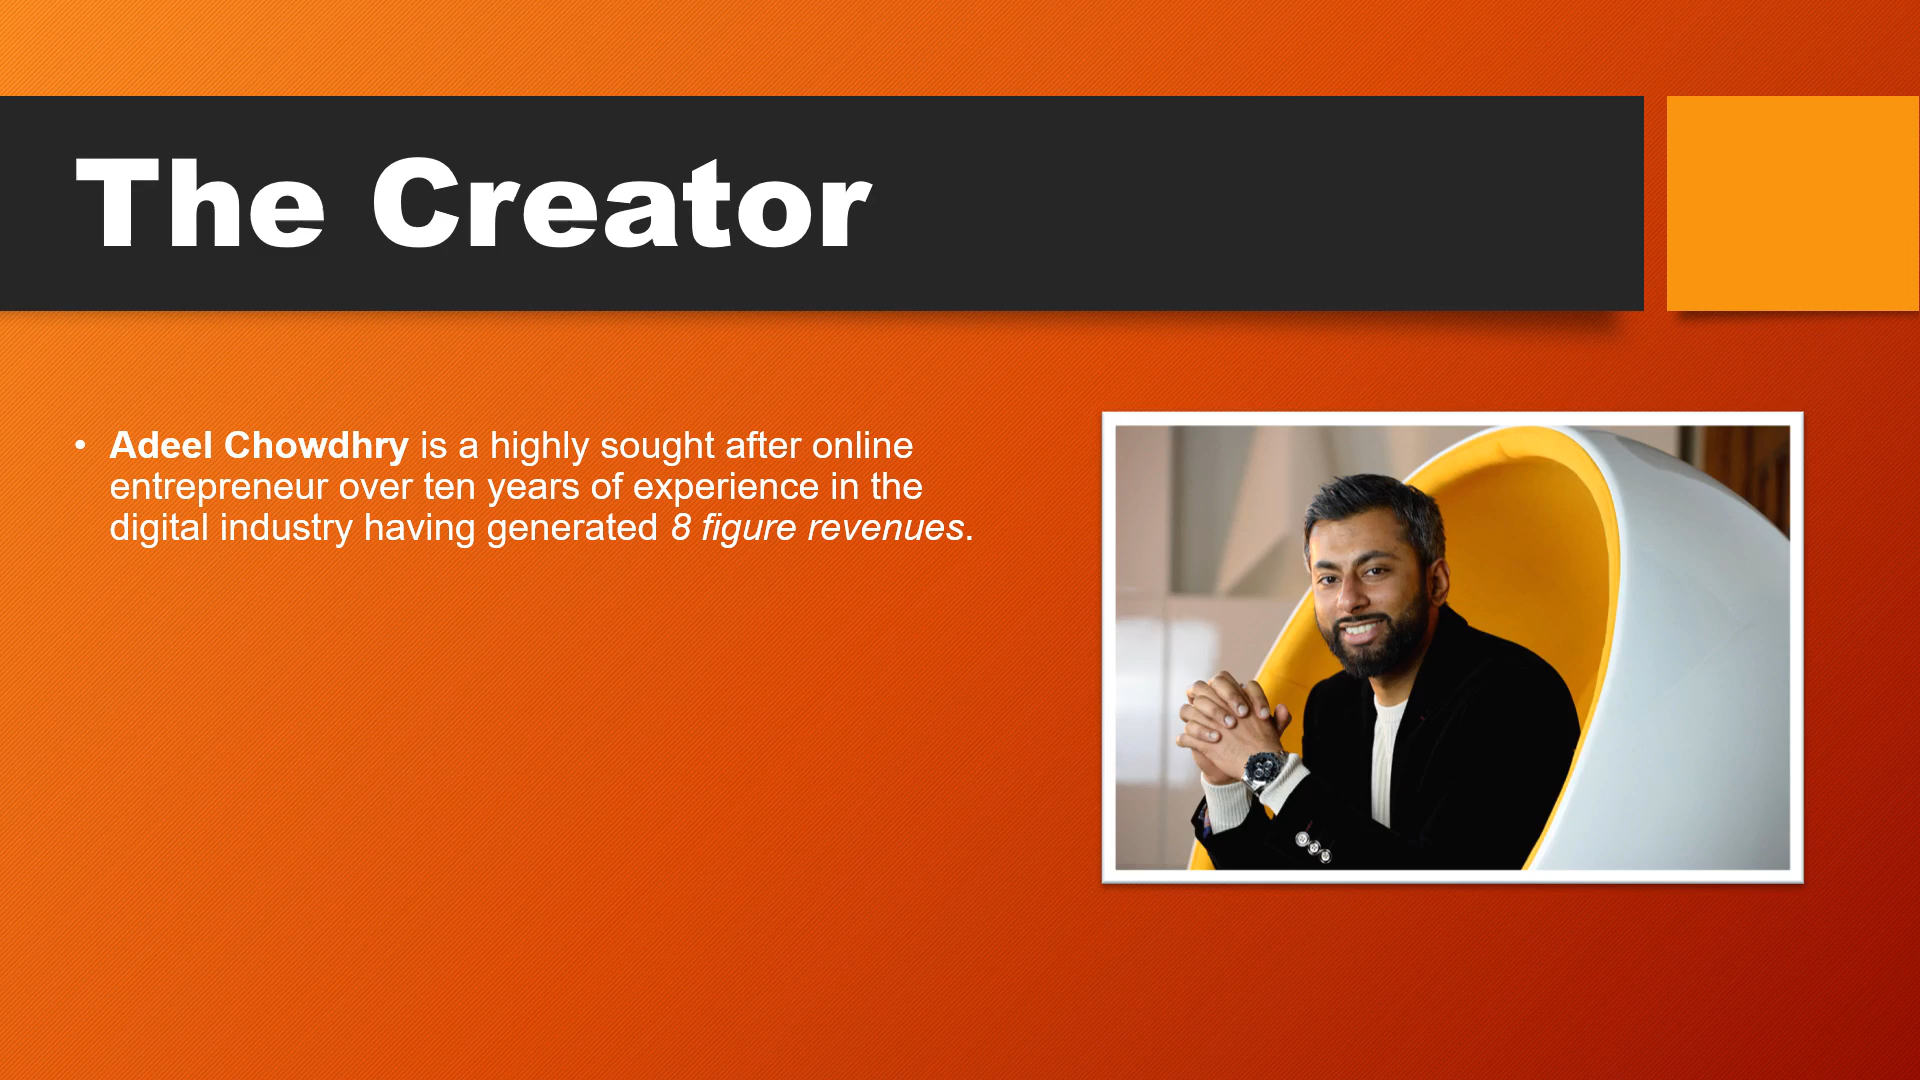 The Creator
• Adeel Chowdhry is a highly sought after online
entrepreneur over ten years of experience in the
digital industry having generated 8 figure revenues.